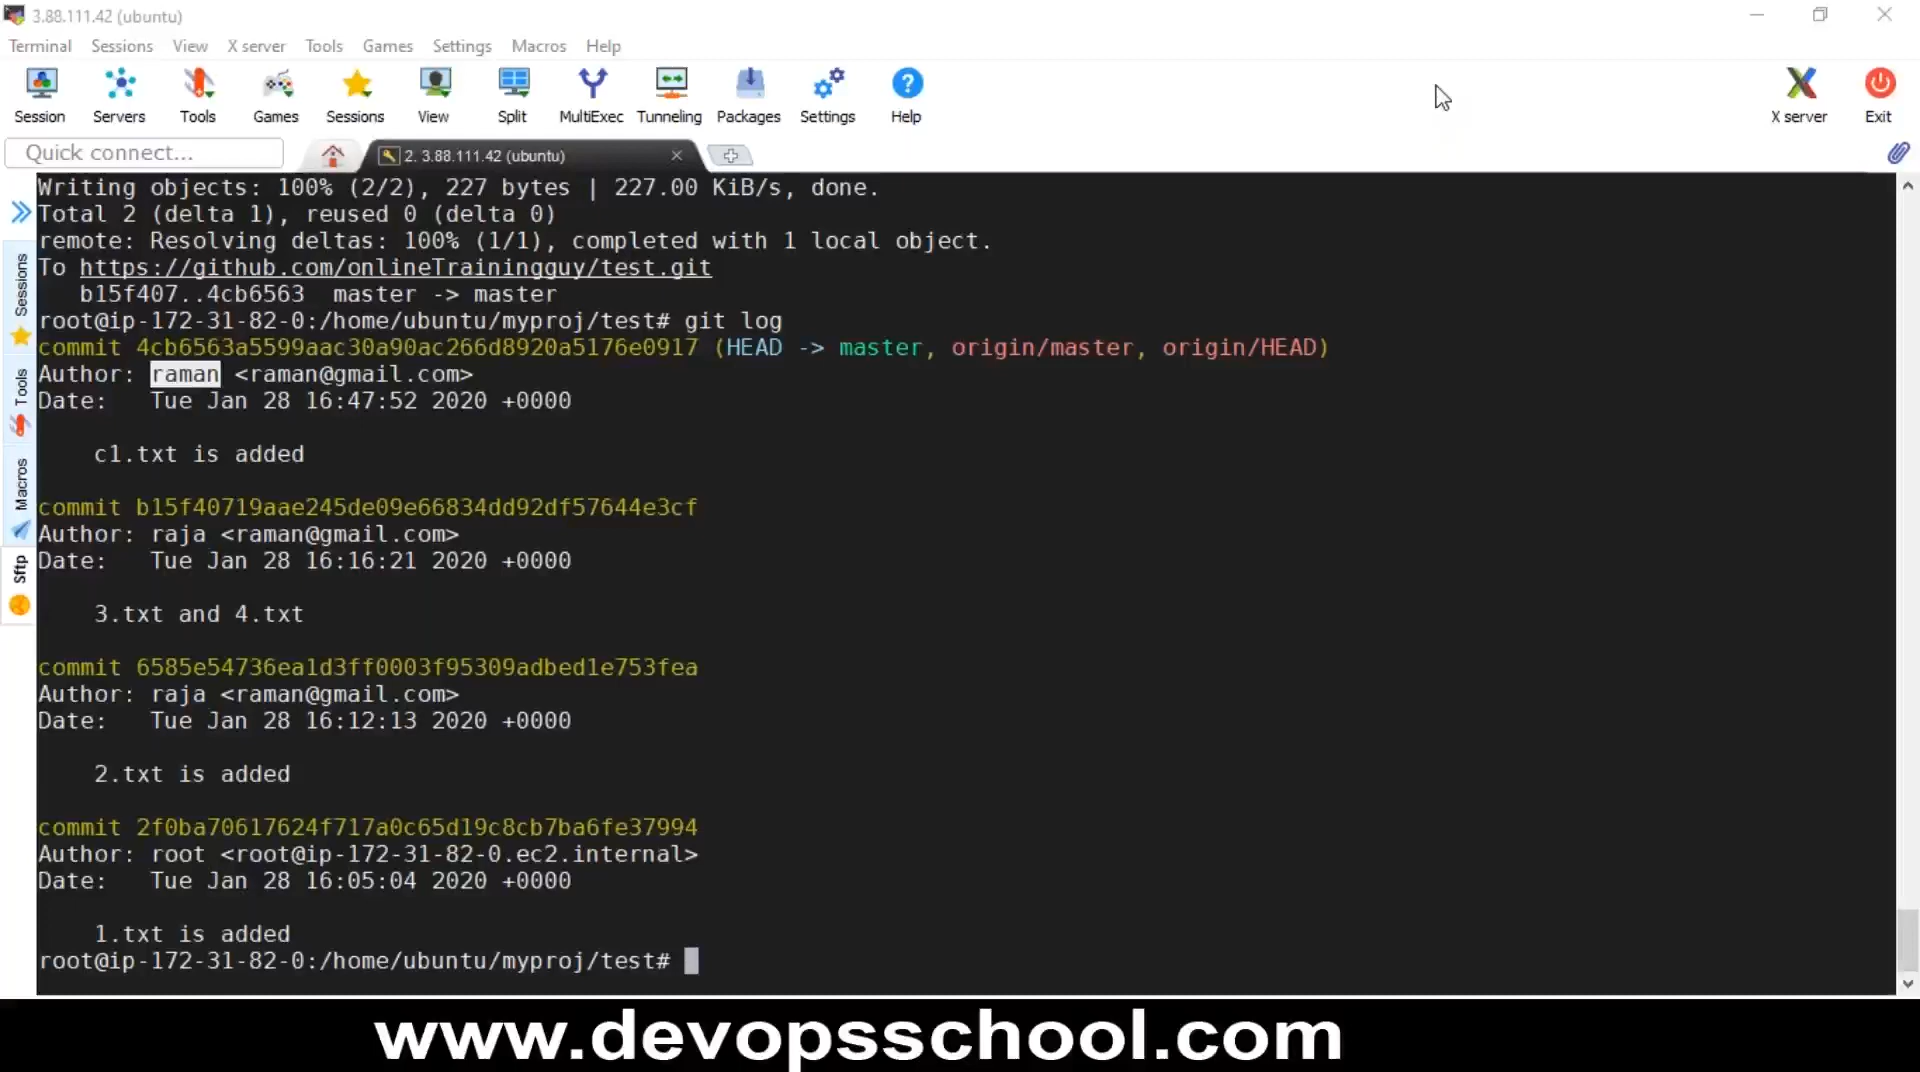 3.88.111.42 (ubuntu)
Terminal Sessions View X server Tools Games Settings Macros Help
Session Servers Tools Games Sessions View Split MultiExec Tunneling Packages Settings Help X server Exit
Quick connect... 2. 3.88.111.42 (ubuntu)
Sessions
Tools
Macros
Sftp
Writing objects: 100% (2/2), 227 bytes | 227.00 KiB/s, done.
Total 2 (delta 1), reused 0 (delta 0)
remote: Resolving deltas: 100% (1/1), completed with 1 local object.
To https://github.com/onlineTrainingguy/test.git
b15f407..4cb6563 master -> master
root@ip-172-31-82-0:/home/ubuntu/myproj/test# git log
commit 4cb6563a5599aac30a90ac266d8920a5176e0917 (HEAD -> master, origin/master, origin/HEAD)
Author: raman <raman@gmail.com>
Date: Tue Jan 28 16:47:52 2020 +0000
c1.txt is added
commit b15f40719aae245de09e66834dd92df57644e3cf
Author: raja <raman@gmail.com>
Date: Tue Jan 28 16:16:21 2020 +0000
3.txt and 4.txt
commit 6585e54736ea1d3ff0003f95309adbed1e753fea
Author: raja <raman@gmail.com>
Date: Tue Jan 28 16:12:13 2020 +0000
2.txt is added
commit 2f0ba70617624f717a0c65d19c8cb7ba6fe37994
Author: root <root@ip-172-31-82-0.ec2.internal>
Date: Tue Jan 28 16:05:04 2020 +0000
1.txt is added
root@ip-172-31-82-0:/home/ubuntu/myproj/test#
www.devopsschool.com